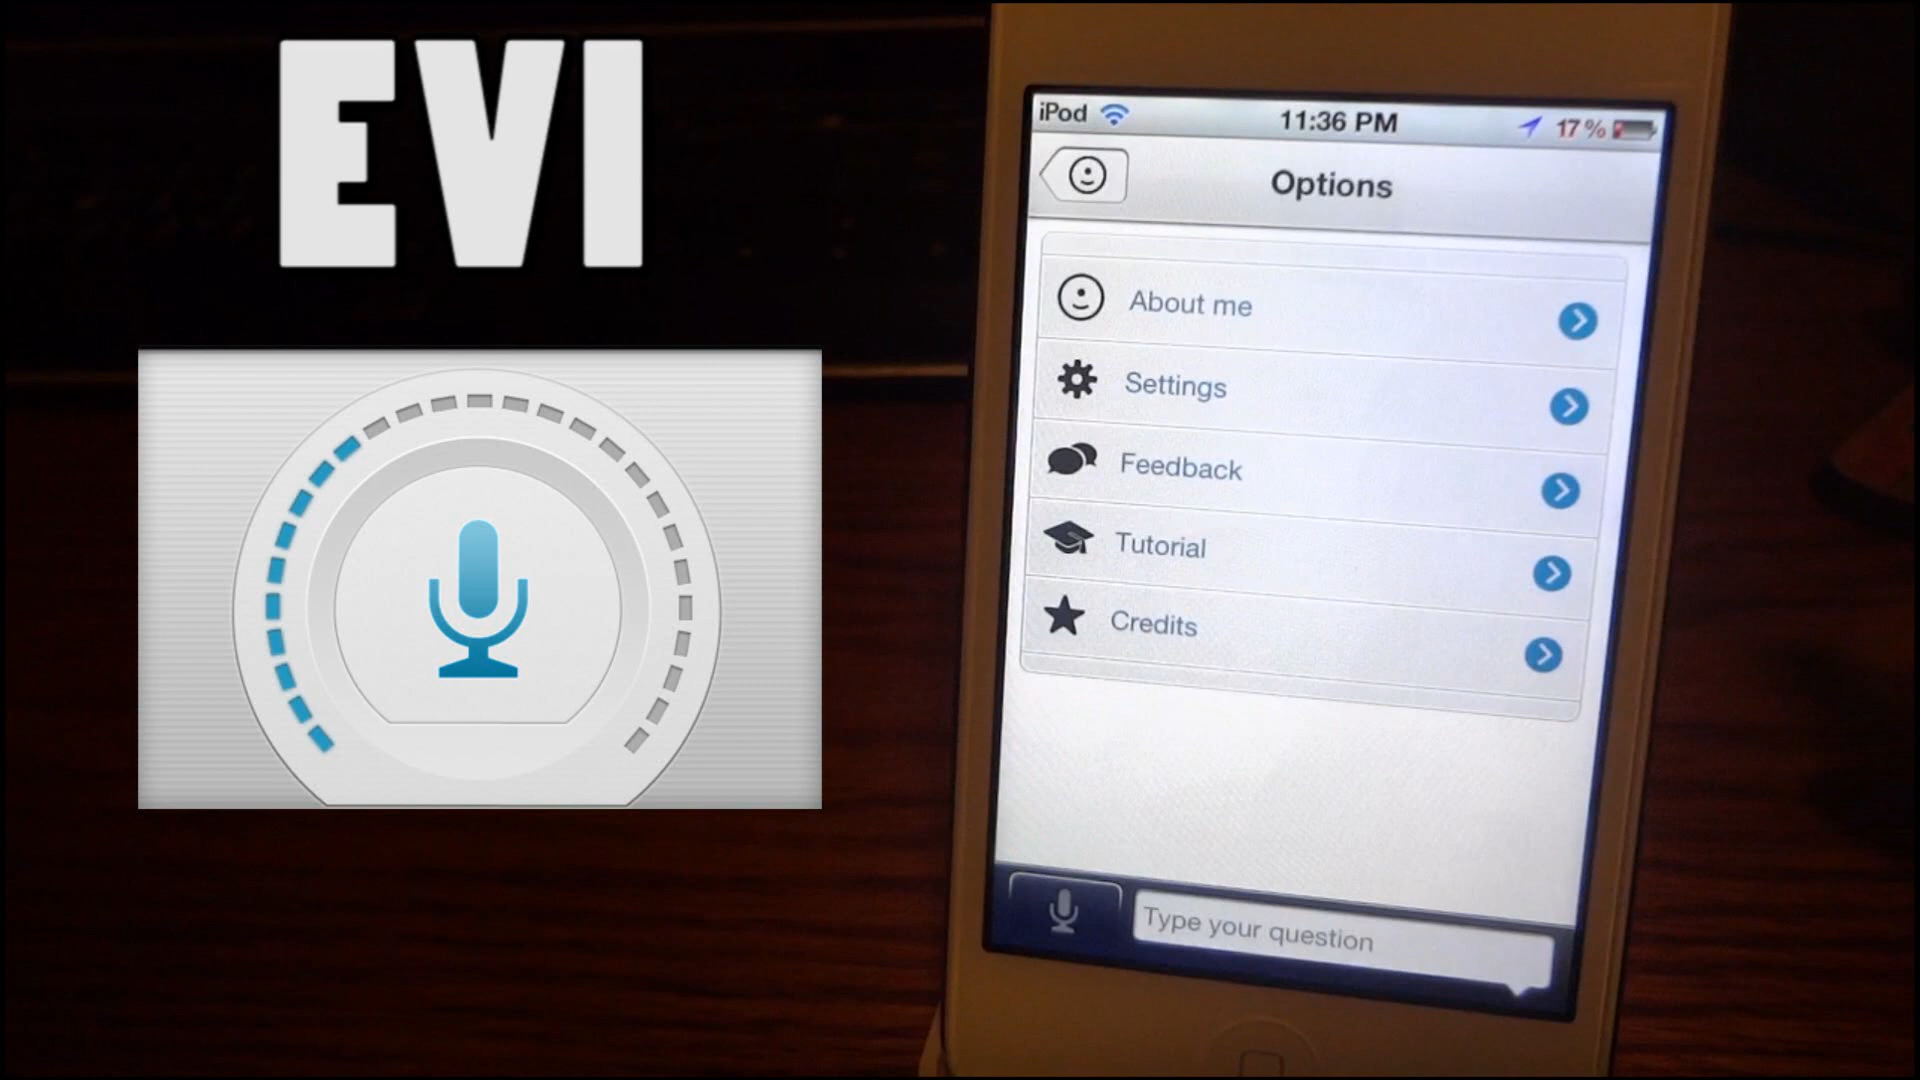 EVI
iPod 11:36 PM 17%
Options
About me
Settings
Feedback
Tutorial
Credits
Type your question